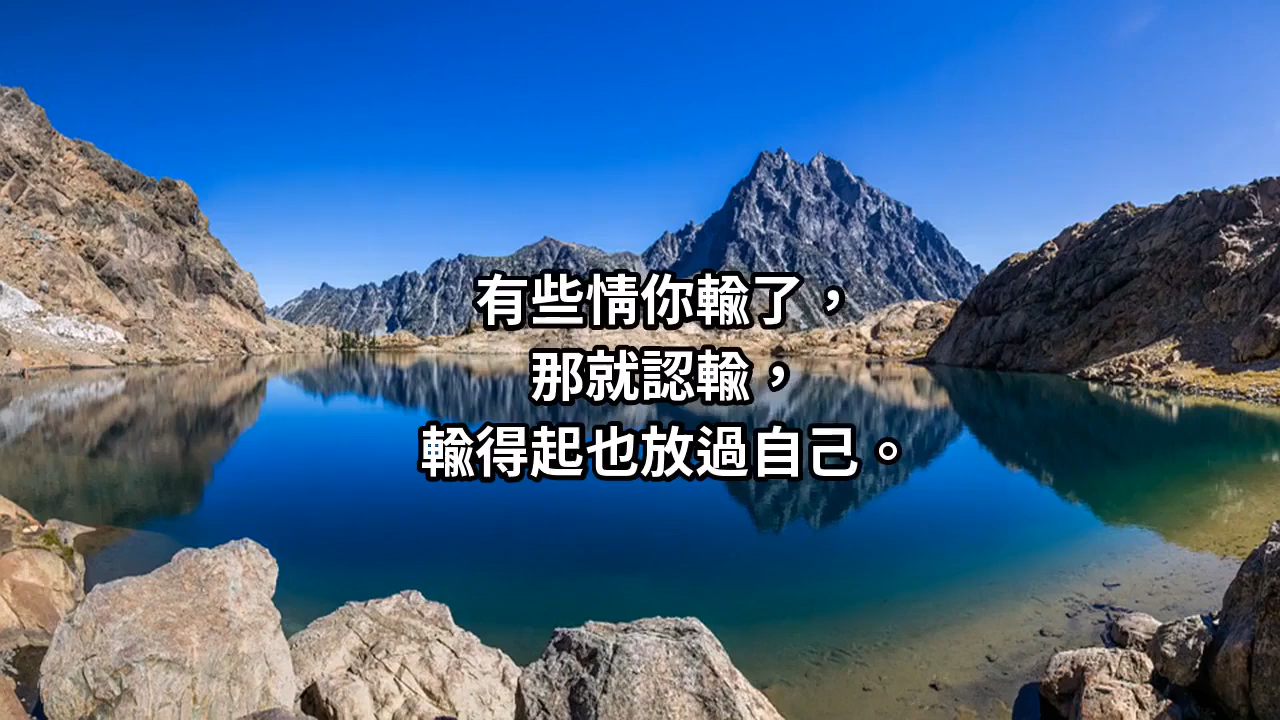 有些情你輸了，
那就認輸，
輸得起也放過自己。